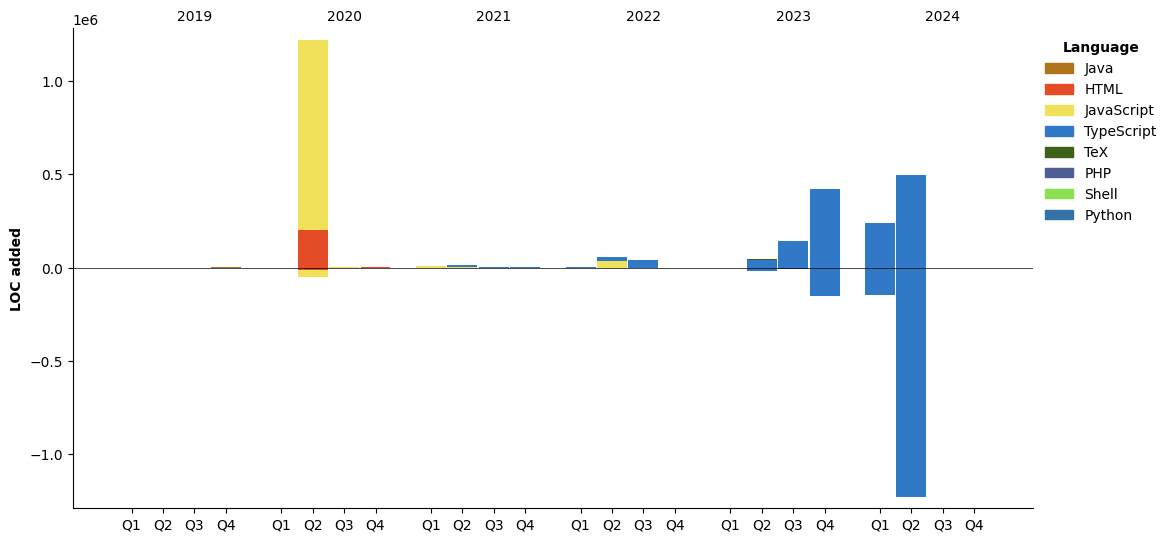 2019 2020 2021 2022 2023 2024
1e6
Language
Java
HTML
JavaScript
TypeScript
TeX
PHP
Shell
Python
1.0
0.5
0.0
−0.5
−1.0
LOC added
Q1 Q2 Q3 Q4 Q1 Q2 Q3 Q4 Q1 Q2 Q3 Q4 Q1 Q2 Q3 Q4 Q1 Q2 Q3 Q4 Q1 Q2 Q3 Q4